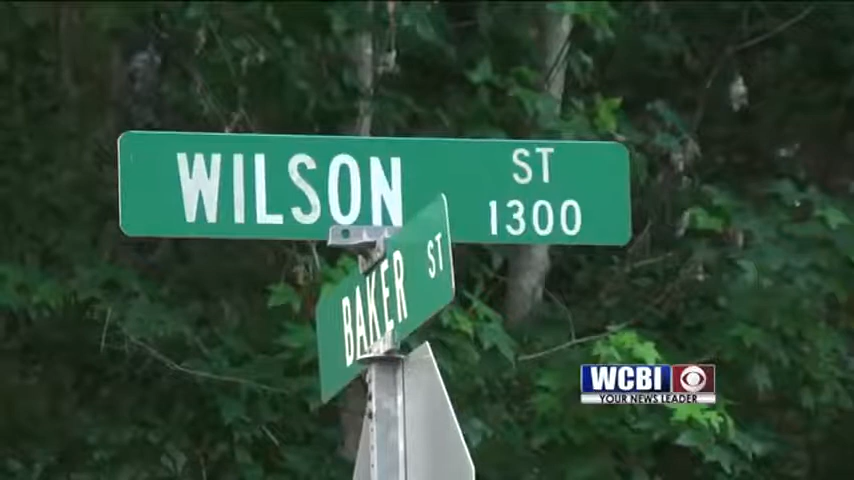 WILSON ST
1300
BAKER ST
WCBI
YOUR NEWS LEADER